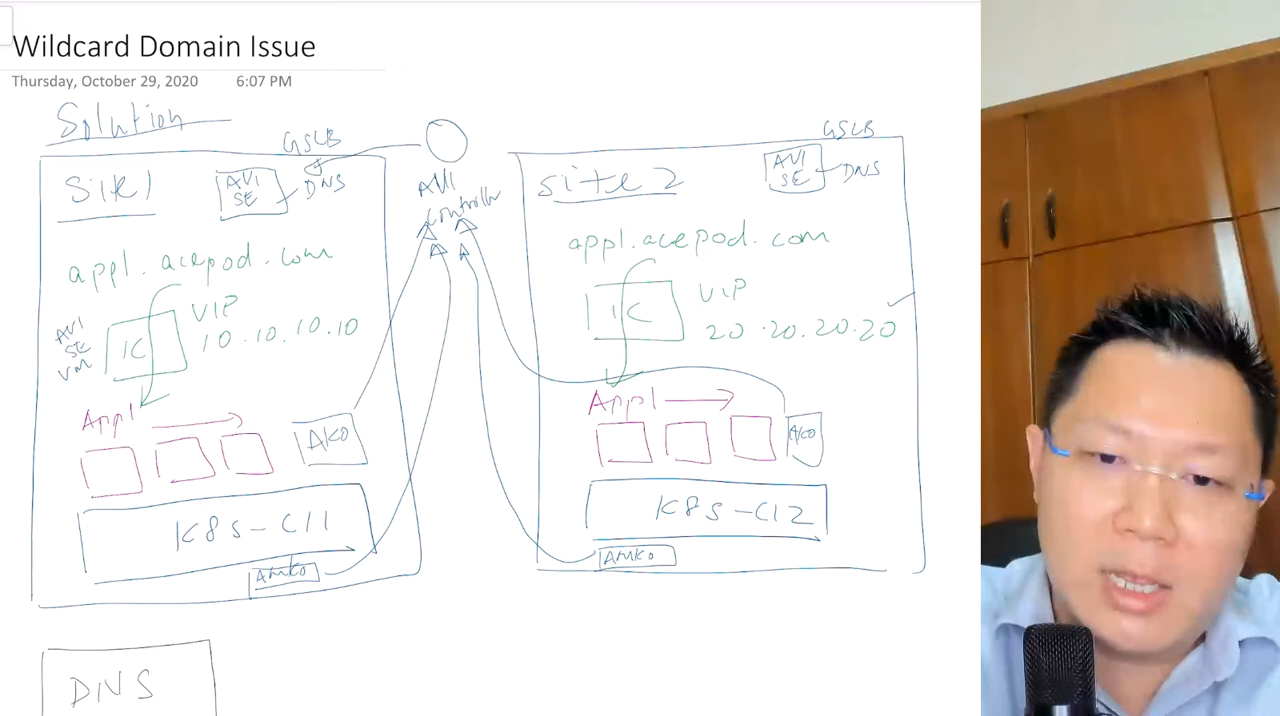 Wildcard Domain Issue
Thursday, October 29, 2020 6:07 PM
Solution
GSLB
Site 1
AVI
SE
DNS
AVI
Controller
app1.acepod.com
AVI
SE
VM
IC
VIP
10.10.10.10
App1
AKO
K8S-Cl1
AMKO
GSLB
Site 2
AVI
SE
DNS
app1.acepod.com
IC
VIP
20.20.20.20
App1
AKO
K8S-Cl2
AMKO
DNS